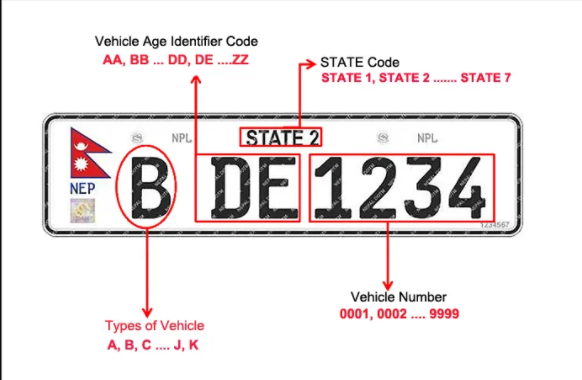 Vehicle Age Identifier Code
AA, BB ... DD, DE ....ZZ
STATE Code
STATE 1, STATE 2 ....... STATE 7
NPL
STATE 2
NPL
NEP
B DE 1234
1234567
Vehicle Number
0001, 0002 .... 9999
Types of Vehicle
A, B, C .... J, K